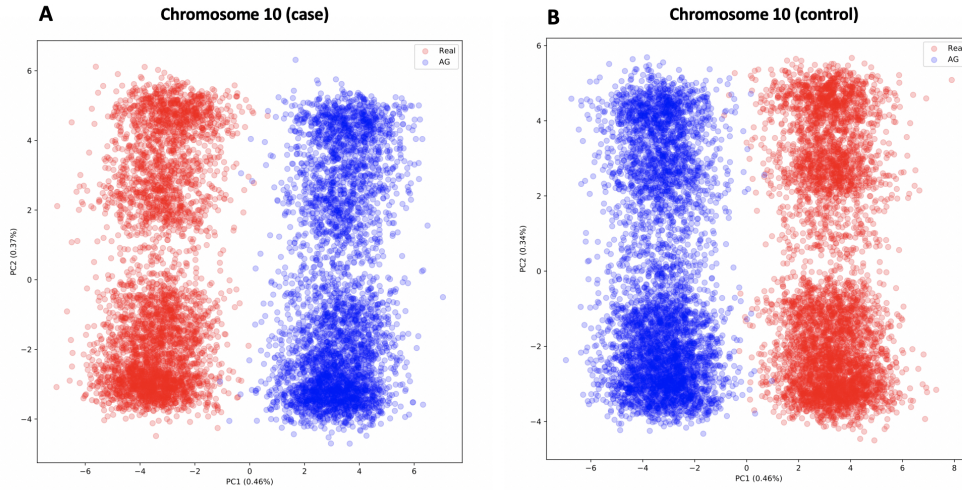 A
Chromosome 10 (case)
Real
AG
6
4
2
0
−2
−4
PC2 (0.37%)
−6
−4
−2
0
2
4
6
PC1 (0.46%)
B
Chromosome 10 (control)
Rea
AG
6
4
2
0
−2
−4
PC2 (0.34%)
−6
−4
−2
0
2
4
6
8
PC1 (0.46%)